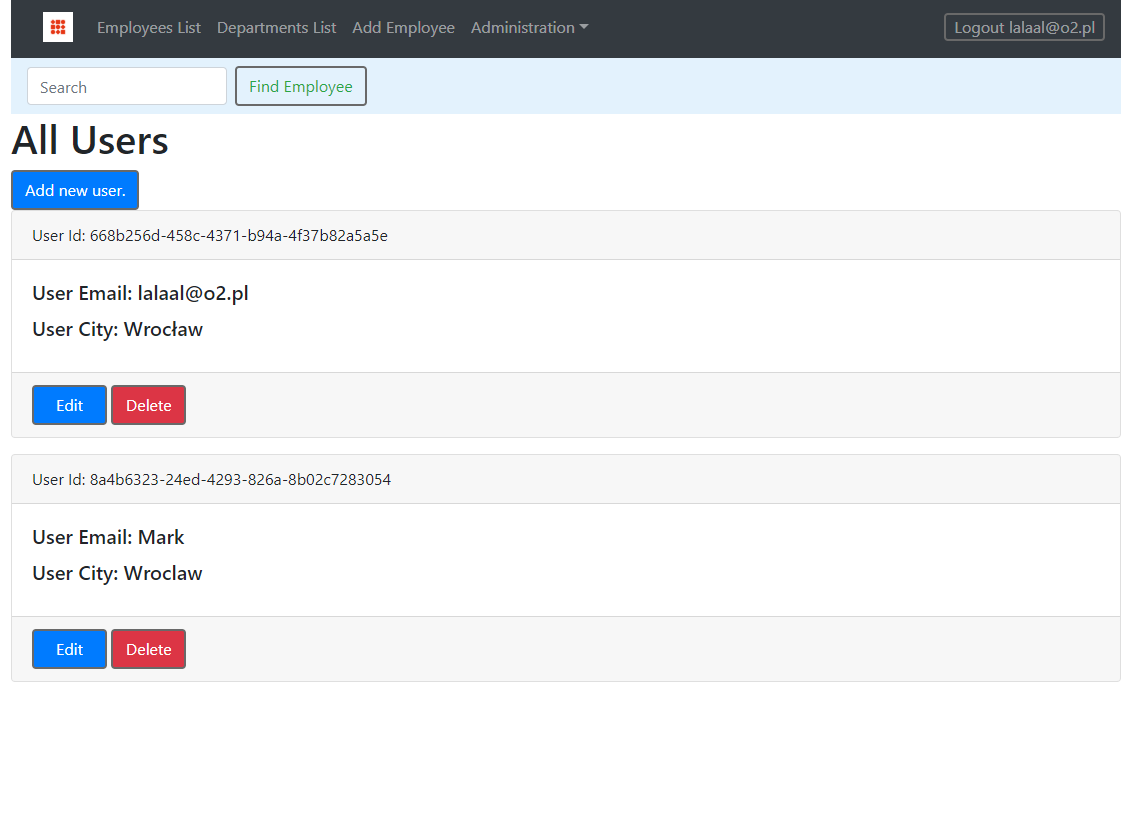 Employees List Departments List Add Employee Administration Logout lalaal@o2.pl
Search Find Employee
All Users
Add new user.
User Id: 668b256d-458c-4371-b94a-4f37b82a5a5e
User Email: lalaal@o2.pl
User City: Wrocław
Edit Delete
User Id: 8a4b6323-24ed-4293-826a-8b02c7283054
User Email: Mark
User City: Wroclaw
Edit Delete